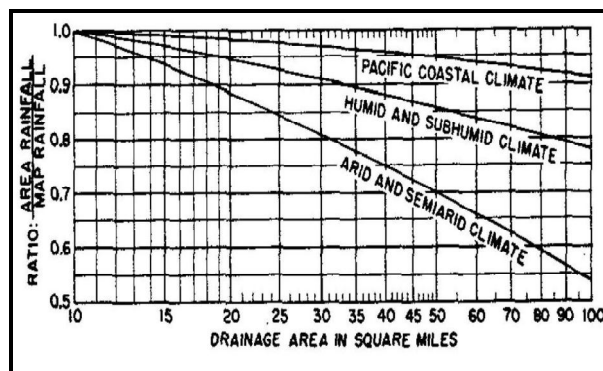 1.0
0.9
0.8
0.7
0.6
0.5
RATIO: AREA RAINFALL
MAP RAINFALL
PACIFIC COASTAL CLIMATE
HUMID AND SUBHUMID CLIMATE
ARID AND SEMIARID CLIMATE
10 15 20 25 30 35 40 45 50 60 70 80 90 100
DRAINAGE AREA IN SQUARE MILES